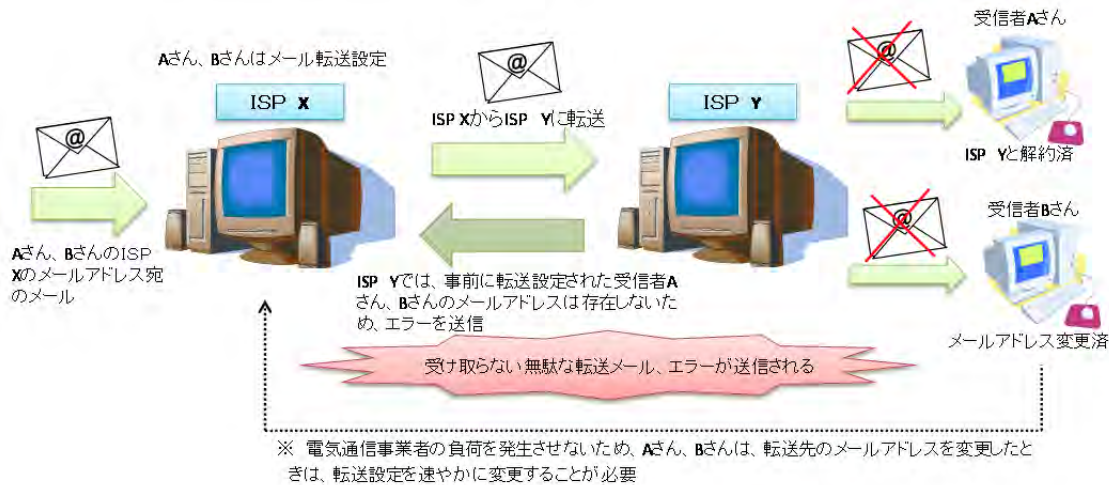 Aさん、Bさんはメール転送設定
ISP X
ISP XからISP Yに転送
ISP Y
受信者Aさん
ISP Yと解約済
Aさん、BさんのISP
Xのメールアドレス宛
のメール
ISP Yでは、事前に転送設定された受信者A
さん、Bさんのメールアドレスは存在しないた
め、エラーを送信
受信者Bさん
メールアドレス変更済
受け取らない無駄な転送メール、エラーが送信される
※ 電気通信事業者の負荷を発生させないため、Aさん、Bさんは、転送先のメールアドレスを変更したと
きは、転送設定を速やかに変更することが必要
@
@
@
@